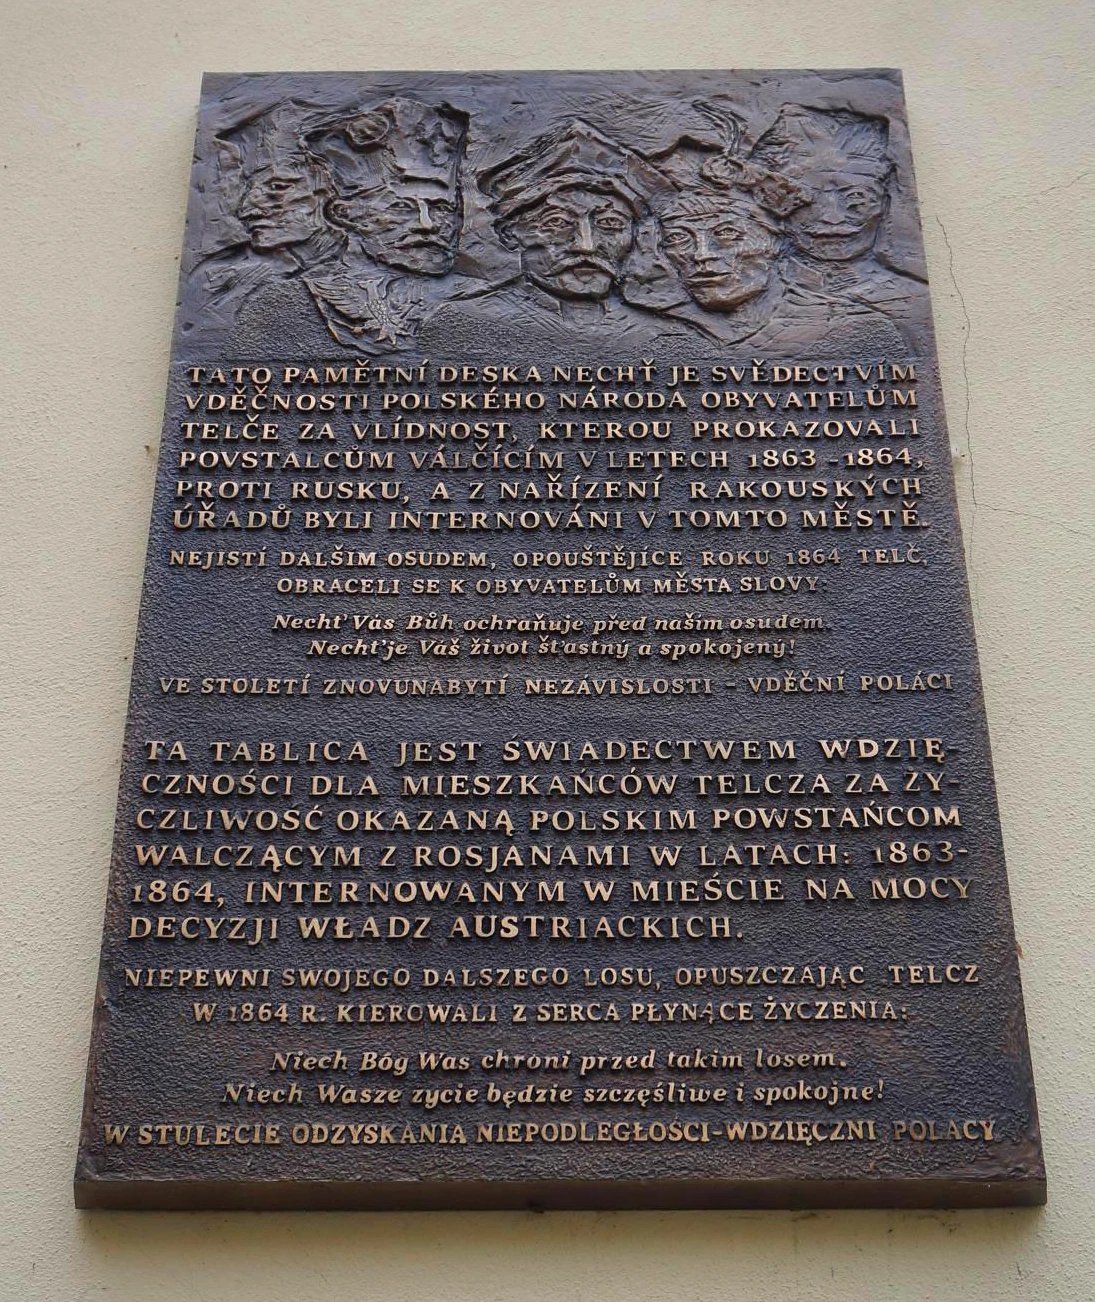 TATO PAMĚTNÍ DESKA NECHŤ JE SVĚDECTVÍM
VDĚČNOSTI POLSKÉHO NÁRODA OBYVATELŮM
TELČE ZA VLÍDNOST, KTEROU PROKAZOVALI
POVSTALCŮM VÁLČÍCÍM V LETECH 1863-1864,
PROTI RUSKU, A Z NAŘÍZENÍ RAKOUSKÝCH
ÚŘADŮ BYLI INTERNOVÁNI V TOMTO MĚSTĚ.
NEJISTÍ DALŠÍM OSUDEM, OPOUŠTĚJÍCE ROKU 1864 TELČ,
OBRACELI SE K OBYVATELŮM MĚSTA SLOVY:
Nechť Vás Bůh ochraňuje před našim osudem.
Nechť je Váš život šťastny a spokojený!
VE STOLETÍ ZNOVUNABYTÍ NEZÁVISLOSTI - VDĚČNÍ POLÁCI
TA TABLICA JEST ŚWIADECTWEM WDZIĘ-
CZNOŚCI DLA MIESZKAŃCÓW TELCZA ZA ŻY-
CZLIWOŚĆ OKAZANĄ POLSKIM POWSTAŃCOM
WALCZĄCYM Z ROSJANAMI W LATACH: 1863-
1864, INTERNOWANYM W MIEŚCIE NA MOCY
DECYZJI WŁADZ AUSTRIACKICH.
NIEPEWNI SWOJEGO DALSZEGO LOSU, OPUSZCZAJĄC TELCZ
W 1864 R. KIEROWALI Z SERCA PŁYNĄCE ŻYCZENIA:
Niech Bóg Was chroni przed takim losem.
Niech Wasze życie będzie szczęśliwe i spokojne!
W STULECIE ODZYSKANIA NIEPODLEGŁOŚCI-WDZIĘCZNI POLACY